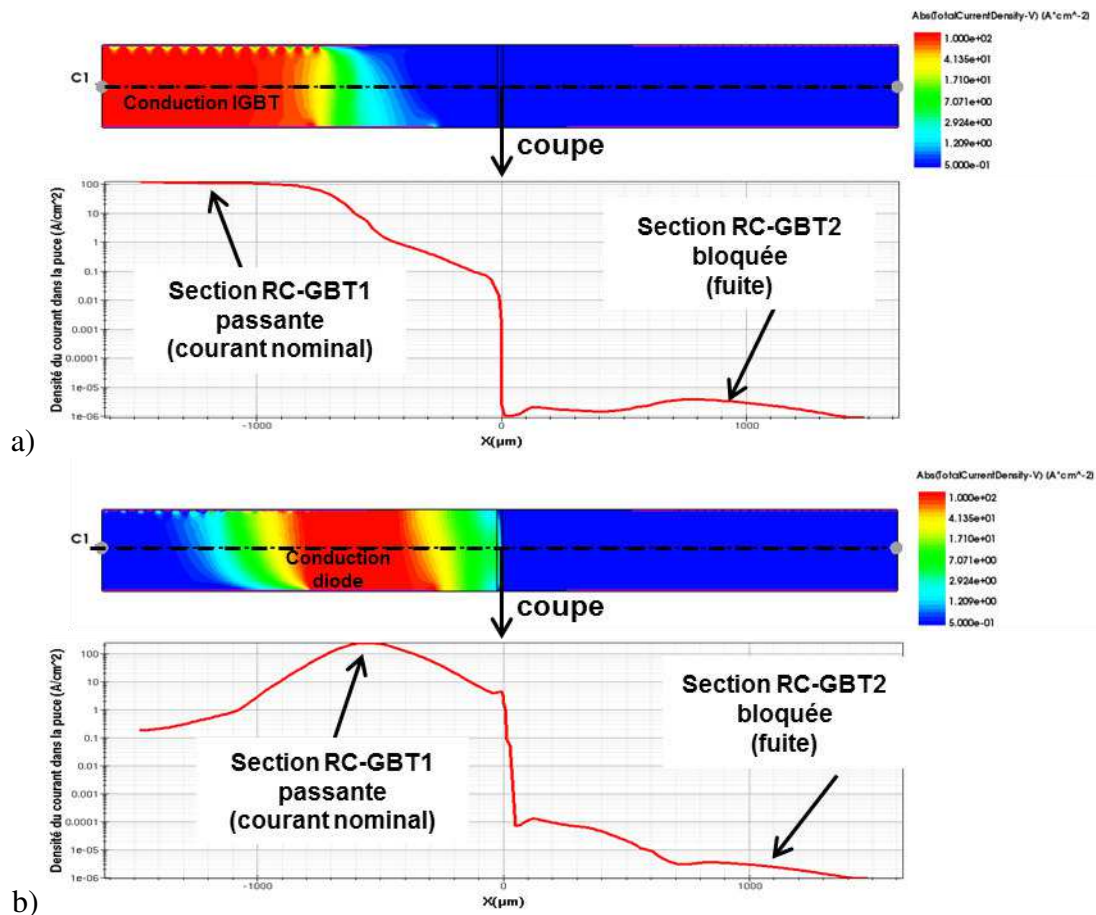 a)
Abs(TotalCurrentDensity-V) (A*cm^-2)
1.000e+02
4.135e+01
1.710e+01
7.071e+00
2.924e+00
1.209e+00
5.000e-01
C1
Conduction IGBT
coupe
Densité du courant dans la puce (A/cm^2)
100
10
1
0.1
0.01
0.001
0.0001
1e-05
1e-06
Section RC-GBT1
passante
(courant nominal)
Section RC-GBT2
bloquée
(fuite)
-1000
0
1000
X(µm)
b)
Abs(TotalCurrentDensity-V) (A*cm^-2)
1.000e+02
4.135e+01
1.710e+01
7.071e+00
2.924e+00
1.209e+00
5.000e-01
C1
Conduction
diode
coupe
Densité du courant dans la puce (A/cm^2)
100
10
1
0.1
0.01
0.001
0.0001
1e-05
1e-06
Section RC-GBT1
passante
(courant nominal)
Section RC-GBT2
bloquée
(fuite)
-1000
0
1000
X(µm)